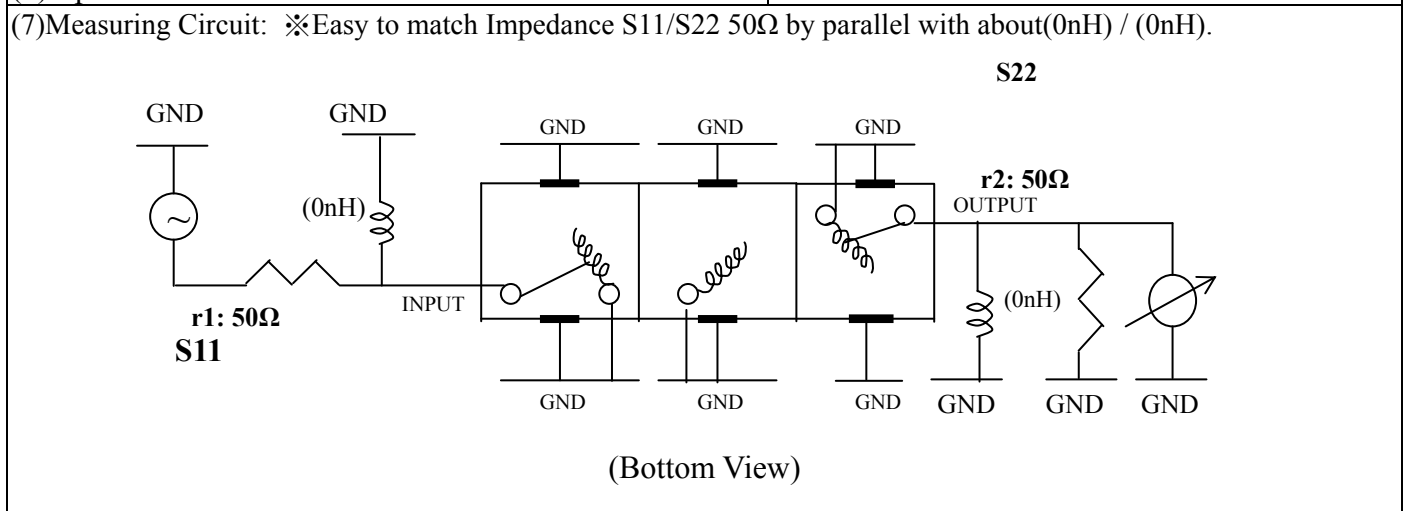 (7)Measuring Circuit: ※Easy to match Impedance S11/S22 50Ω by parallel with about(0nH) / (0nH).
S22
GND
GND
GND
GND
GND
r2: 50Ω
(0nH)
OUTPUT
INPUT
(0nH)
r1: 50Ω
S11
GND
GND
GND
GND
GND
GND
(Bottom View)